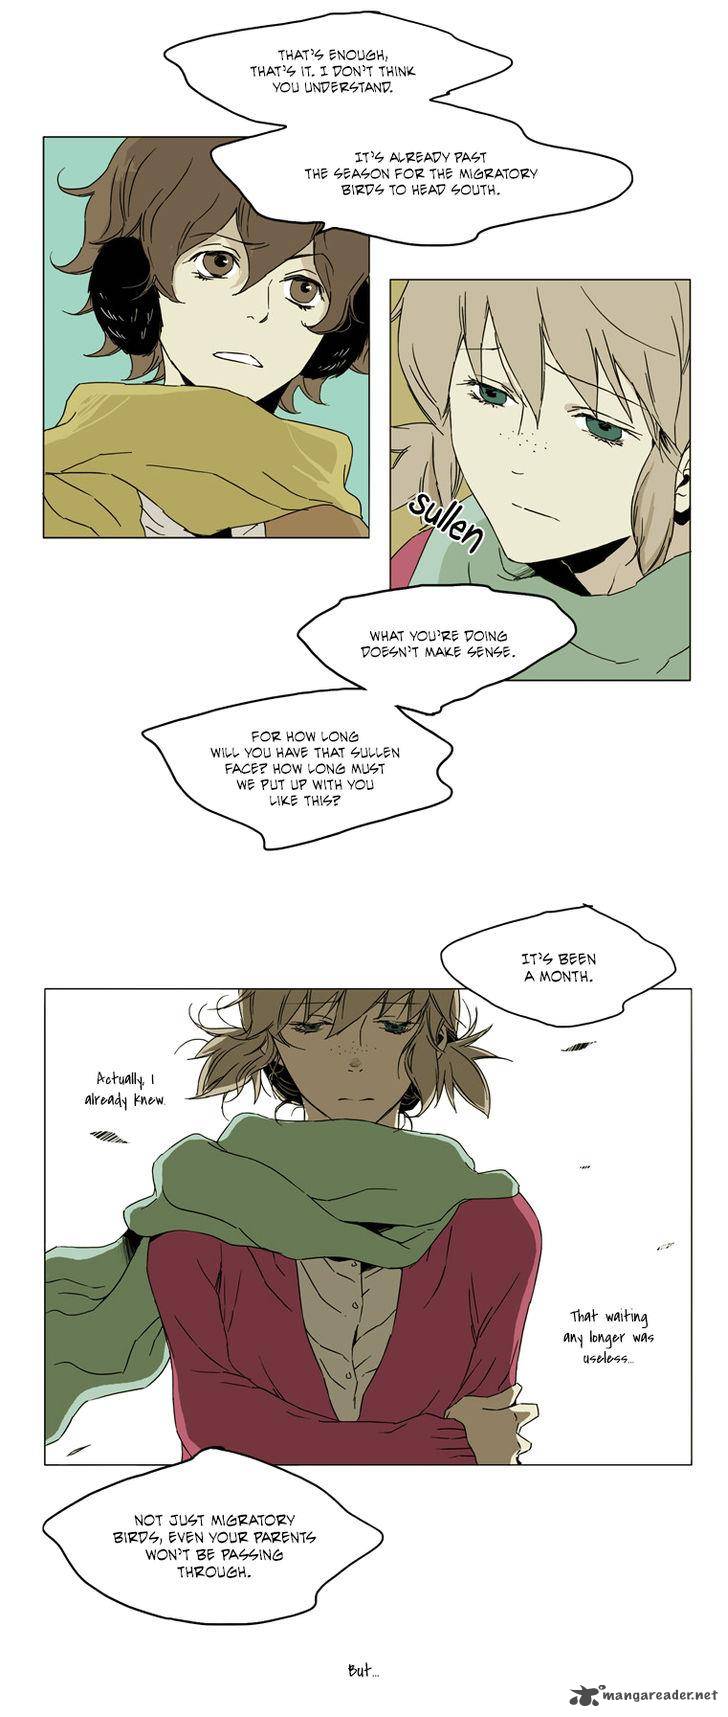 THAT'S ENOUGH,
THAT'S IT. I DON'T THINK
YOU UNDERSTAND.
IT'S ALREADY PAST
THE SEASON FOR THE MIGRATORY
BIRDS TO HEAD SOUTH.
sullen
WHAT YOU'RE DOING
DOESN'T MAKE SENSE.
FOR HOW LONG
WILL YOU HAVE THAT SULLEN
FACE? HOW LONG MUST
WE PUT UP WITH YOU
LIKE THIS?
IT'S BEEN
A MONTH.
Actually, I
already knew.
That waiting
any longer was
useless...
NOT JUST MIGRATORY
BIRDS, EVEN YOUR PARENTS
WON'T BE PASSING
THROUGH.
But...
mangareader.net